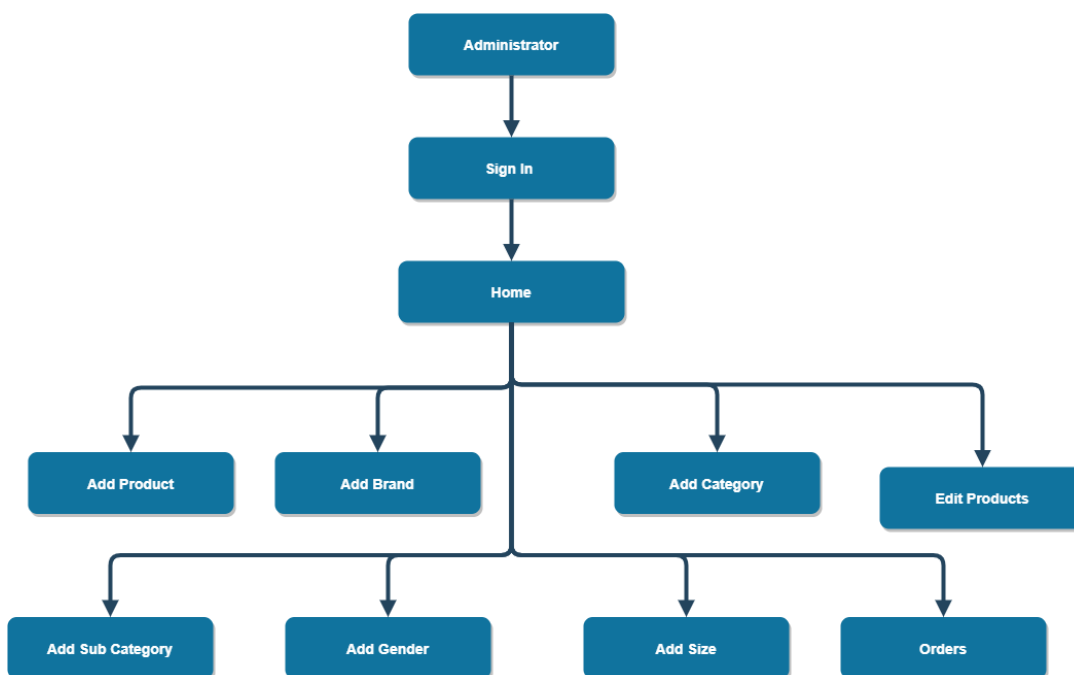 Administrator
Sign In
Home
Add Product
Add Brand
Add Category
Edit Products
Add Sub Category
Add Gender
Add Size
Orders